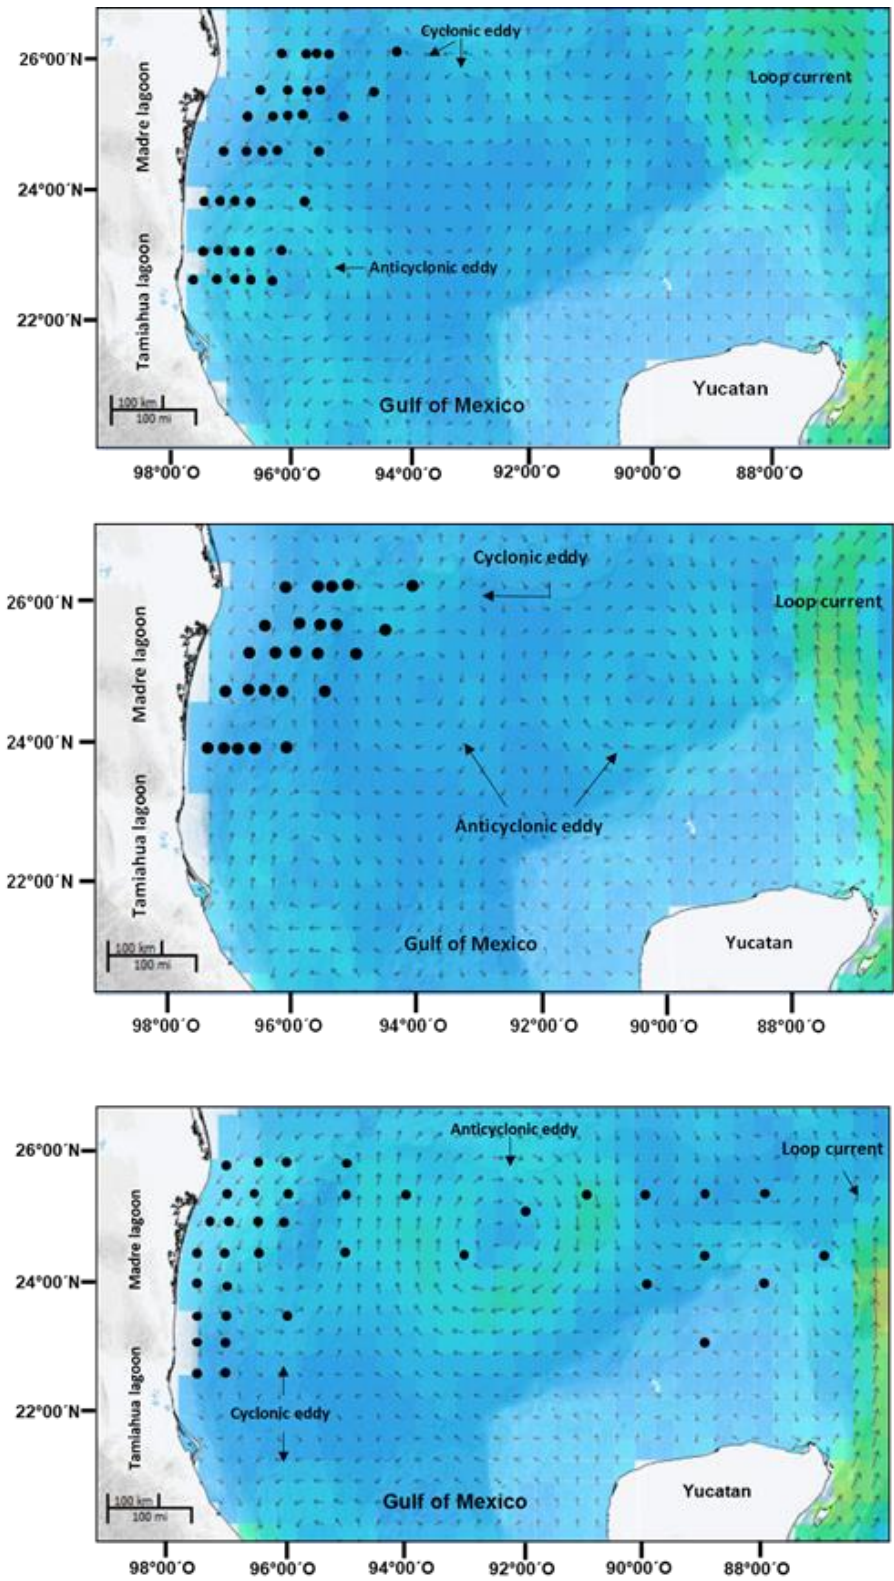 Cyclonic eddy
26°00´N
Loop current
Madre lagoon
24°00´N
Tamiahua lagoon
Anticyclonic eddy
22°00´N
Yucatan
100 km
100 mi
Gulf of Mexico
98°00´O 96°00´O 94°00´O 92°00´O 90°00´O 88°00´O
Cyclonic eddy
26°00´N
Loop current
Madre lagoon
24°00´N
Tamiahua lagoon
Anticyclonic eddy
22°00´N
100 km
100 mi
Gulf of Mexico
Yucatan
98°00´O 96°00´O 94°00´O 92°00´O 90°00´O 88°00´O
Anticyclonic eddy
26°00´N
Loop current
Madre lagoon
24°00´N
Tamiahua lagoon
22°00´N
Cyclonic eddy
100 km
100 mi
Gulf of Mexico
Yucatan
98°00´O 96°00´O 94°00´O 92°00´O 90°00´O 88°00´O